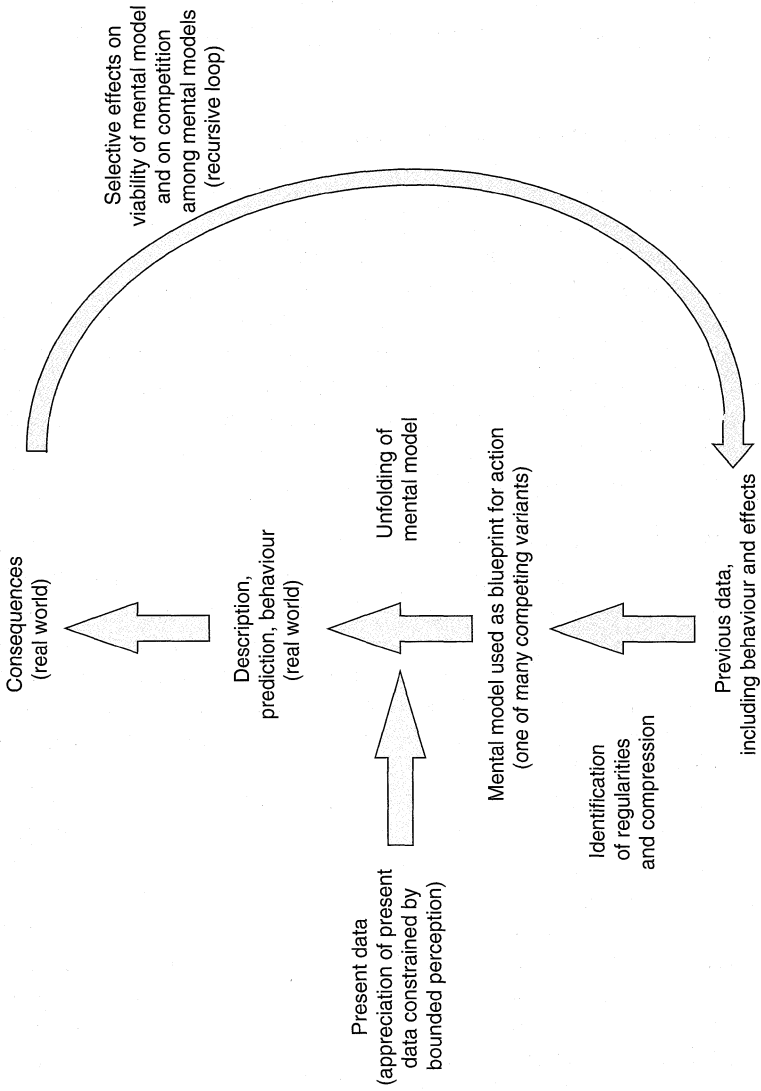 Consequences
(real world)
Selective effects on
viability of mental model
and on competition
among mental models
(recursive loop)
Description,
prediction, behaviour
(real world)
Present data
(appreciation of present
data constrained by
bounded perception)
Unfolding of
mental model
Mental model used as blueprint for action
(one of many competing variants)
Identification
of regularities
and compression
Previous data,
including behaviour and effects